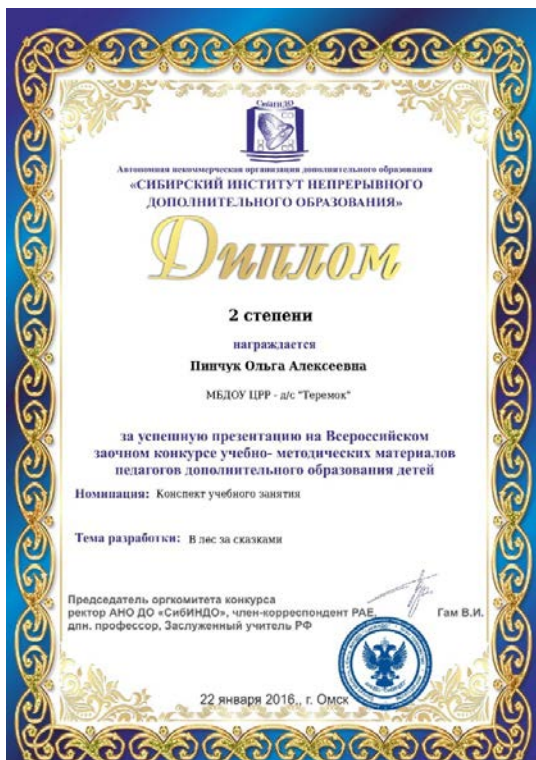 СибИНДО
Автономная некоммерческая организация дополнительного образования
«СИБИРСКИЙ ИНСТИТУТ НЕПРЕРЫВНОГО
ДОПОЛНИТЕЛЬНОГО ОБРАЗОВАНИЯ»
Диплом
2 степени
награждается
Пинчук Ольга Алексеевна
МБДОУ ЦРР - д/с "Теремок"
за успешную презентацию на Всероссийском
заочном конкурсе учебно- методических материалов
педагогов дополнительного образования детей
Номинация: Конспект учебного занятия
Тема разработки: В лес за сказками
Председатель оргкомитета конкурса
ректор АНО ДО «СибИНДО», член-корреспондент РАЕ, Гам В.И.
дпн. профессор, Заслуженный учитель РФ
22 января 2016., г. Омск